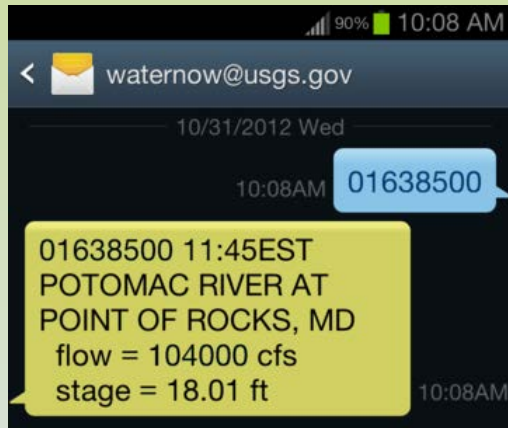 90% 10:08 AM
< waternow@usgs.gov
10/31/2012 Wed
10:08AM 01638500
01638500 11:45EST
POTOMAC RIVER AT
POINT OF ROCKS, MD
flow = 104000 cfs
stage = 18.01 ft 10:08AM